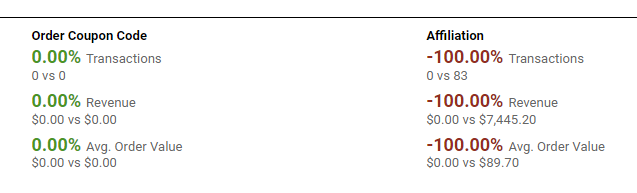 Order Coupon Code
0.00% Transactions
0 vs 0
0.00% Revenue
$0.00 vs $0.00
0.00% Avg. Order Value
$0.00 vs $0.00
Affiliation
-100.00% Transactions
0 vs 83
-100.00% Revenue
$0.00 vs $7,445.20
-100.00% Avg. Order Value
$0.00 vs $89.70